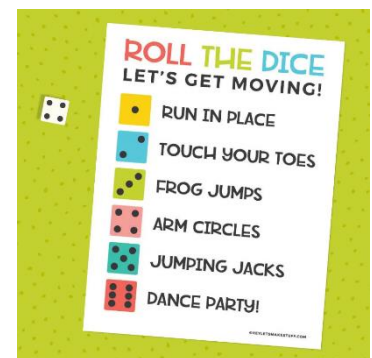 ROLL THE DICE
LET'S GET MOVING!
RUN IN PLACE
TOUCH YOUR TOES
FROG JUMPS
ARM CIRCLES
JUMPING JACKS
DANCE PARTY!